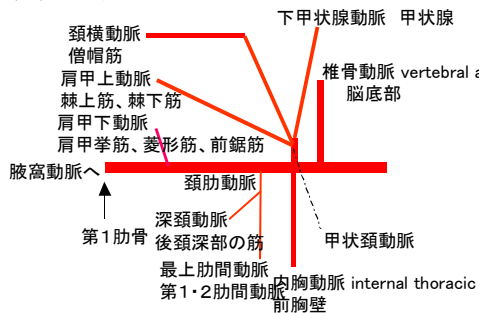 下甲状腺動脈 甲状腺
頚横動脈
僧帽筋
肩甲上動脈
棘上筋、棘下筋
椎骨動脈 vertebral a
脳底部
肩甲下動脈
肩甲挙筋、菱形筋、前鋸筋
腋窩動脈へ
頚肋動脈
第1肋骨
深頚動脈
後頚深部の筋
甲状頚動脈
最上肋間動脈
第1・2肋間動脈
内胸動脈 internal thoracic
前胸壁